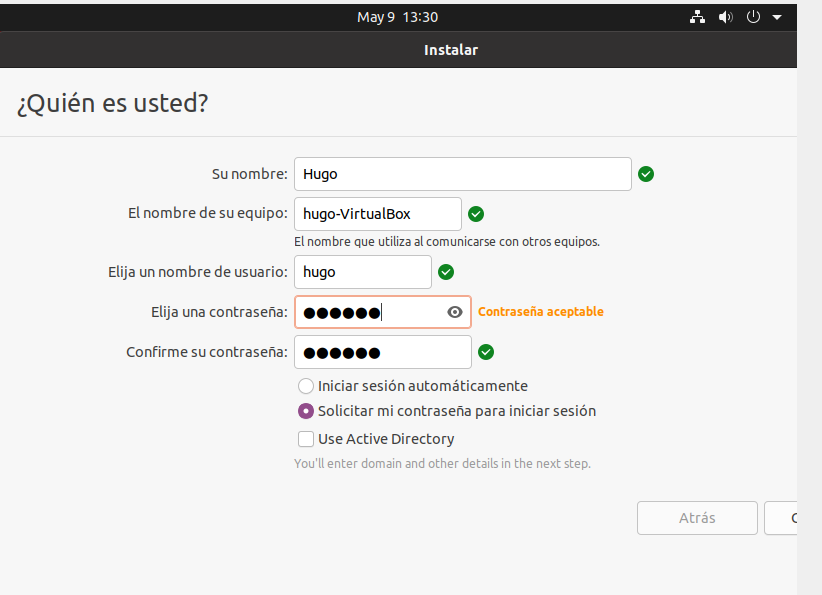 May 9 13:30
Instalar
¿Quién es usted?
Su nombre: Hugo
El nombre de su equipo: hugo-VirtualBox
El nombre que utiliza al comunicarse con otros equipos.
Elija un nombre de usuario: hugo
Elija una contraseña: ●●●●●● Contraseña aceptable
Confirme su contraseña: ●●●●●●
Iniciar sesión automáticamente
Solicitar mi contraseña para iniciar sesión
Use Active Directory
You'll enter domain and other details in the next step.
Atrás